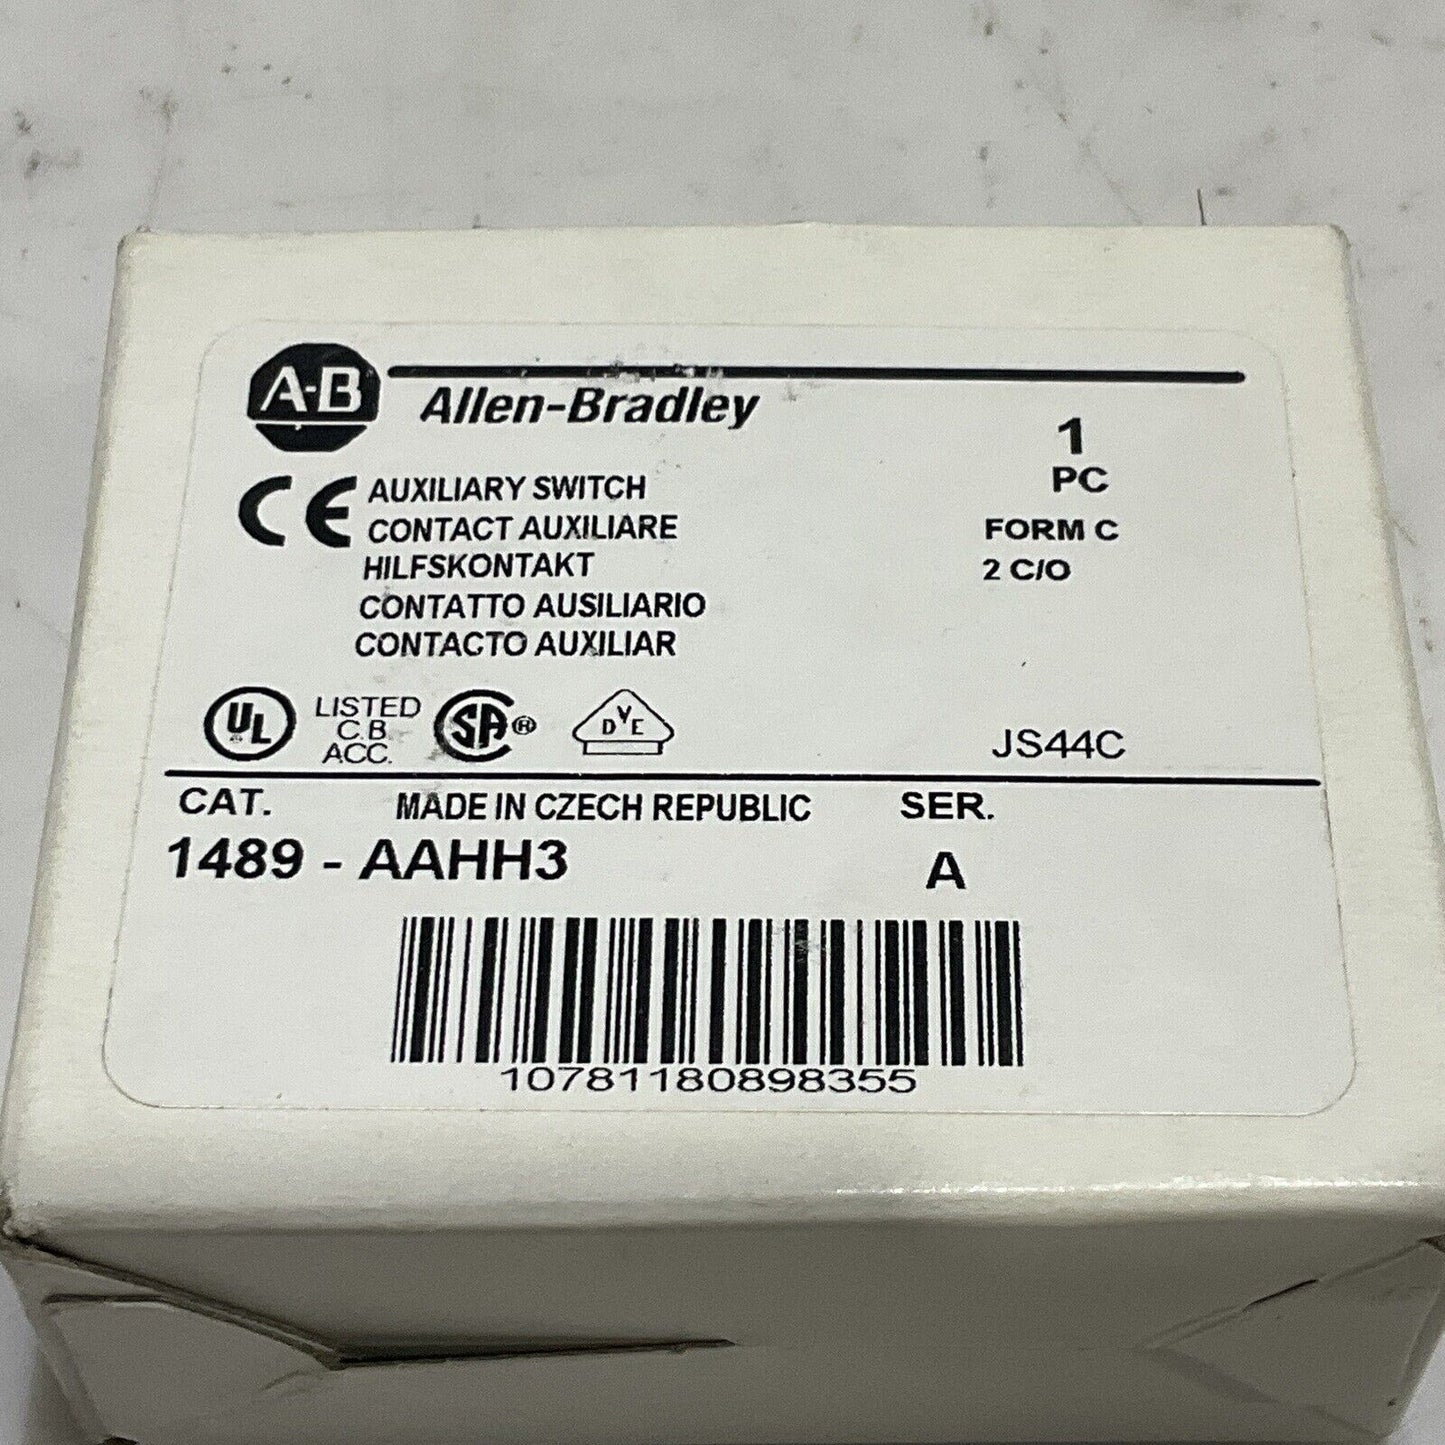 A-B
Allen-Bradley
1
PC
CE
AUXILIARY SWITCH
CONTACT AUXILIARE
HILFSKONTAKT
CONTATTO AUSILIARIO
CONTACTO AUXILIAR
FORM C
2 C/O
UL
LISTED
C.B.
ACC.
SA®
DVE
JS44C
CAT.
MADE IN CZECH REPUBLIC
SER.
1489 - AAHH3
A
10781180898355